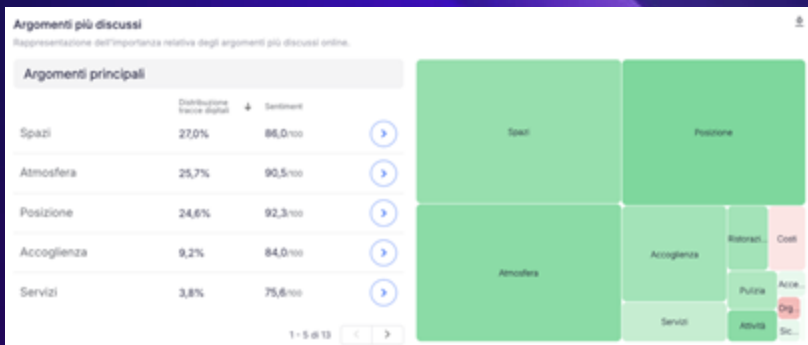 Argomenti più discussi
Rappresentazione dell'importanza relativa degli argomenti più discussi online.
Argomenti principali
Distribuzione
tracce digitali
Sentiment
Spazi 27,0% 86,0/100
Atmosfera 25,7% 90,5/100
Posizione 24,6% 92,3/100
Accoglienza 9,2% 84,0/100
Servizi 3,8% 75,6/100
1 - 5 di 13
Spazi
Posizione
Atmosfera
Accoglienza
Servizi
Ristorazi...
Costi
Pulizia
Acce...
Org...
Attività
Sic...